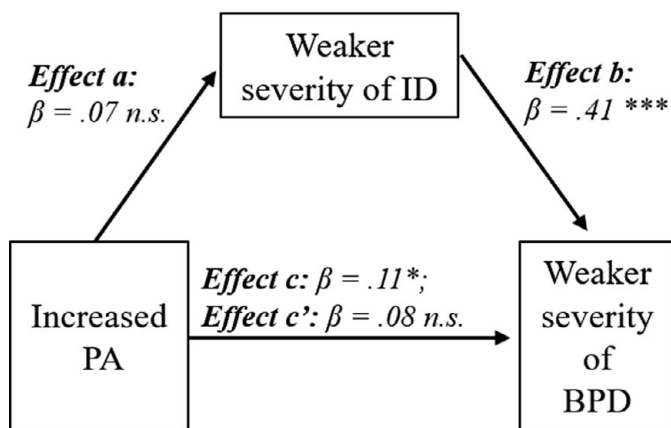 Weaker
severity of ID
Effect a:
β = .07 n.s.
Effect b:
β = .41 ***
Increased
PA
Effect c: β = .11*;
Effect c’: β = .08 n.s.
Weaker
severity
of
BPD